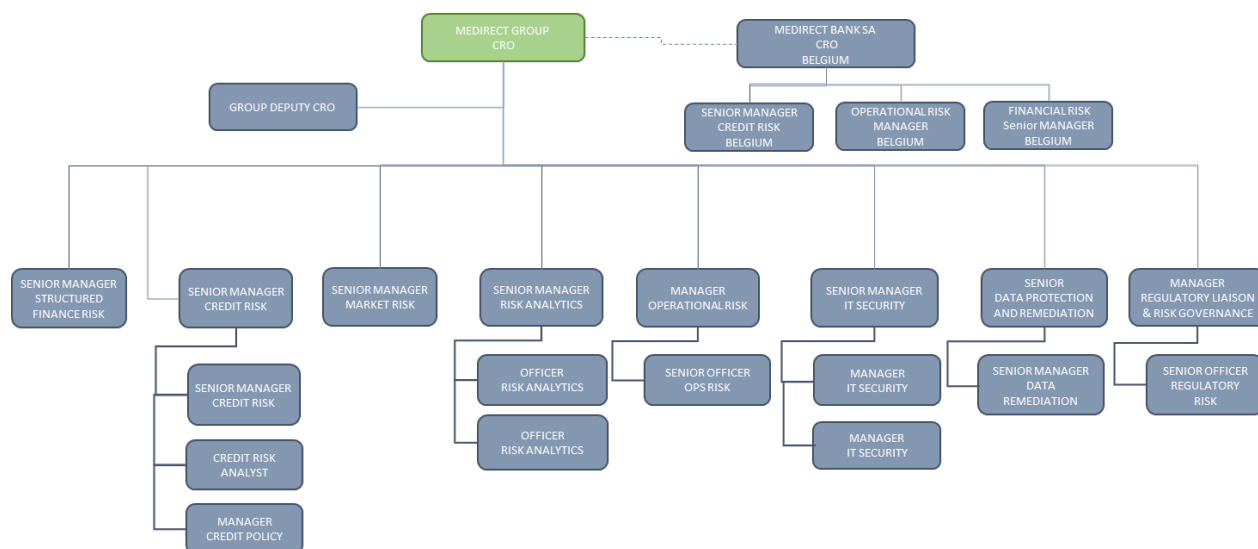 MEDIRECT GROUP
CRO
MEDIRECT BANK SA
CRO
BELGIUM
GROUP DEPUTY CRO
SENIOR MANAGER
CREDIT RISK
BELGIUM
OPERATIONAL RISK
MANAGER
BELGIUM
FINANCIAL RISK
Senior MANAGER
BELGIUM
SENIOR MANAGER
STRUCTURED
FINANCE RISK
SENIOR MANAGER
CREDIT RISK
SENIOR MANAGER
MARKET RISK
SENIOR MANAGER
RISK ANALYTICS
MANAGER
OPERATIONAL RISK
SENIOR MANAGER
IT SECURITY
SENIOR
DATA PROTECTION
AND REMEDIATION
MANAGER
REGULATORY LIAISON
& RISK GOVERNANCE
SENIOR MANAGER
CREDIT RISK
OFFICER
RISK ANALYTICS
SENIOR OFFICER
OPS RISK
MANAGER
IT SECURITY
SENIOR MANAGER
DATA
REMEDIATION
SENIOR OFFICER
REGULATORY
RISK
CREDIT RISK
ANALYST
OFFICER
RISK ANALYTICS
MANAGER
IT SECURITY
MANAGER
CREDIT POLICY